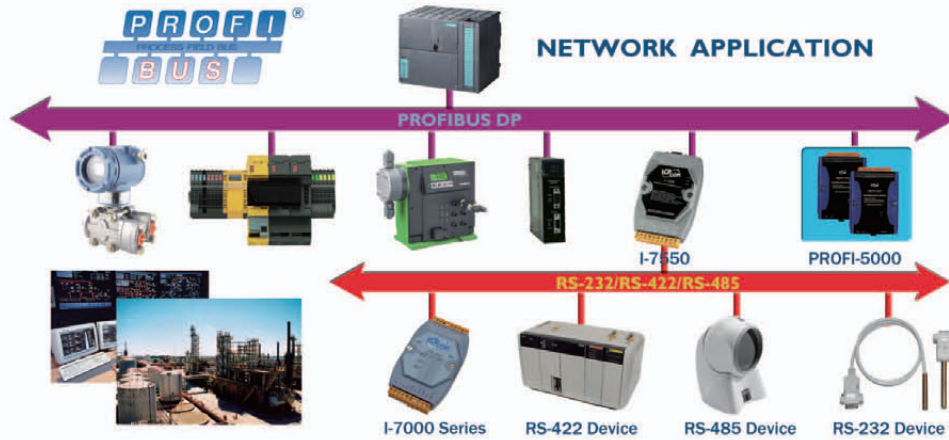 PROFI®
PROCESS FIELD BUS
BUS
NETWORK APPLICATION
PROFIBUS DP
I-7550
PROFI-5000
RS-232/RS-422/RS-485
I-7000 Series
RS-422 Device
RS-485 Device
RS-232 Device